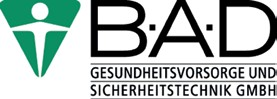 B·A·D
GESUNDHEITSVORSORGE UND
SICHERHEITSTECHNIK GMBH